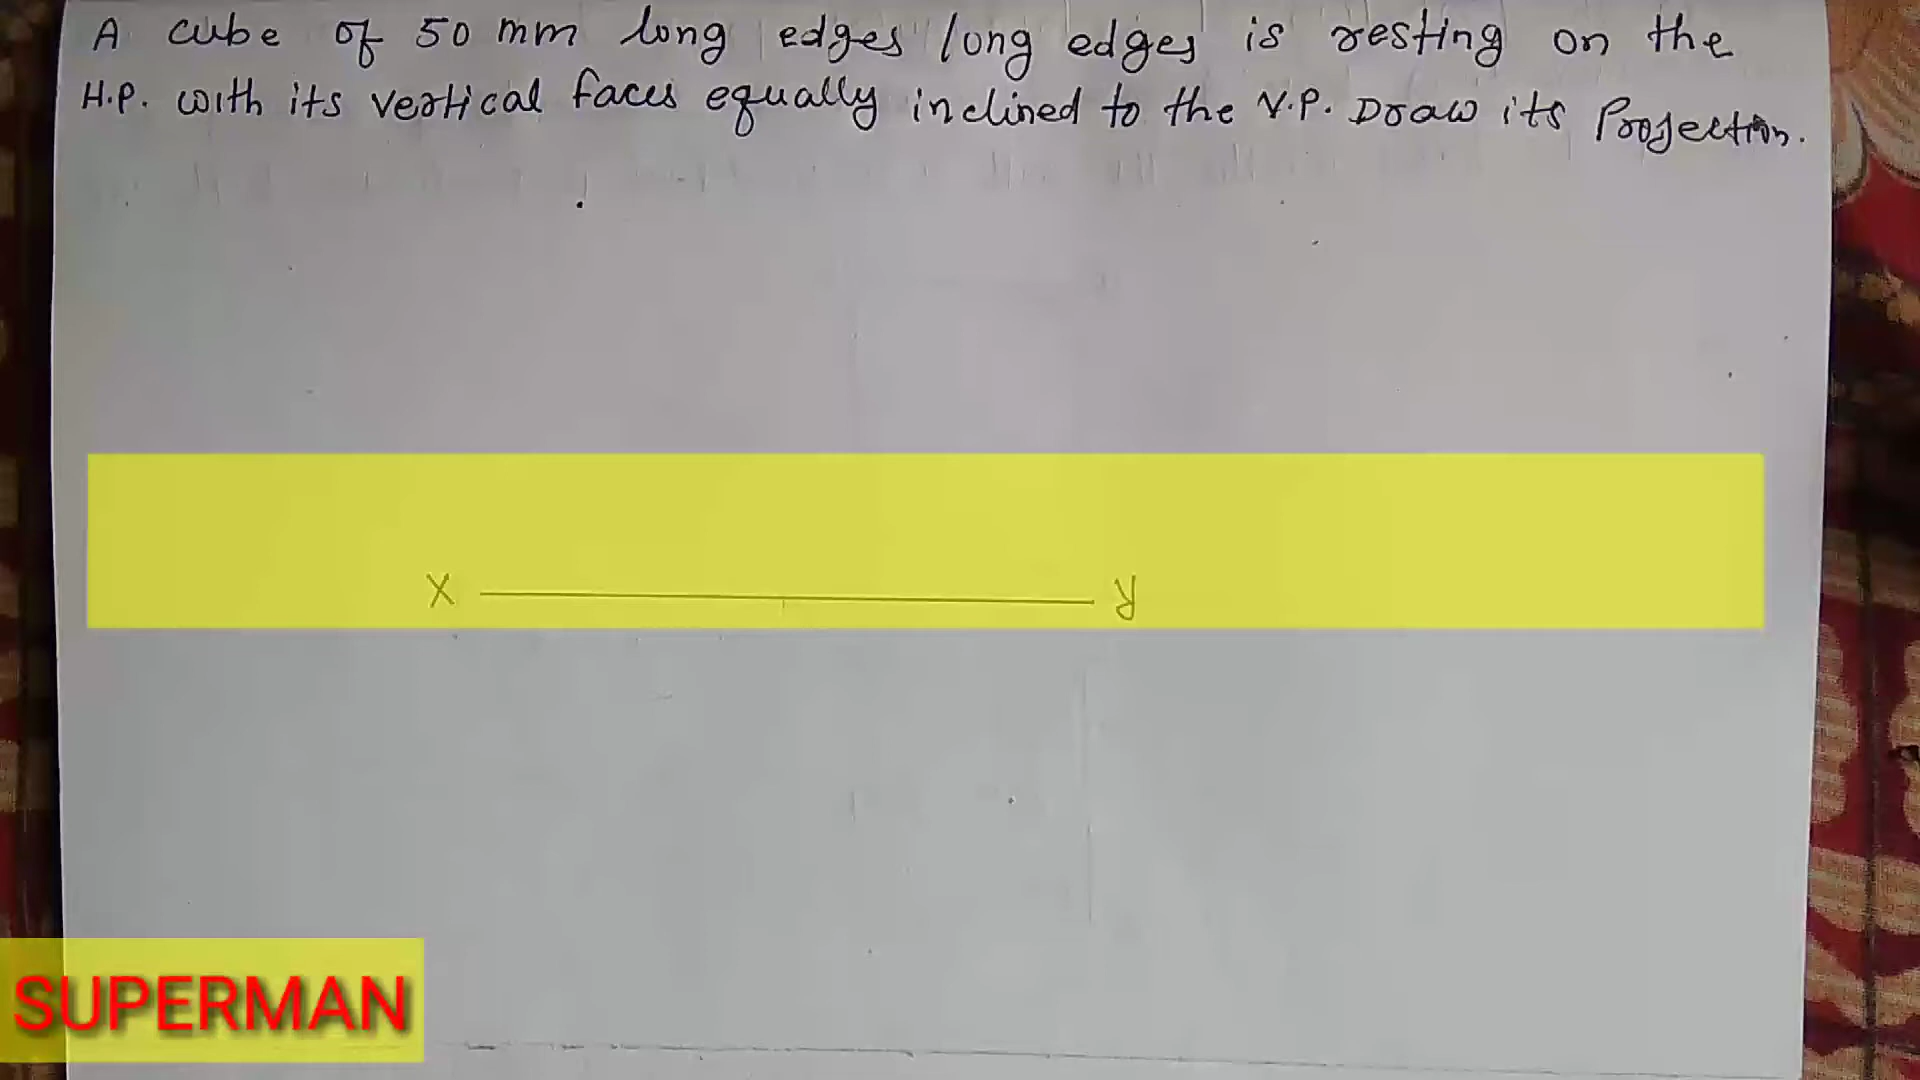 A cube of 50 mm long edges long edges is resting on the
H.P. with its vertical faces equally inclined to the V.P. Draw its Projection.
X y
SUPERMAN